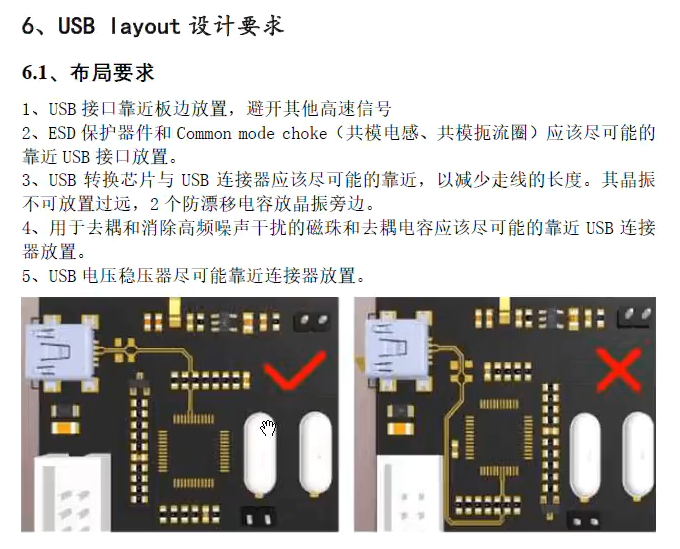 6、USB layout 设计要求
6.1、布局要求
1、USB 接口靠近板边放置，避开其他高速信号
2、ESD 保护器件和 Common mode choke（共模电感、共模扼流圈）应该尽可能的
靠近 USB 接口放置。
3、USB 转换芯片与 USB 连接器应该尽可能的靠近，以减少走线的长度。其晶振
不可放置过远，2 个防漂移电容放晶振旁边。
4、用于去耦和消除高频噪声干扰的磁珠和去耦电容应该尽可能的靠近 USB 连接
器放置。
5、USB 电压稳压器尽可能靠近连接器放置。